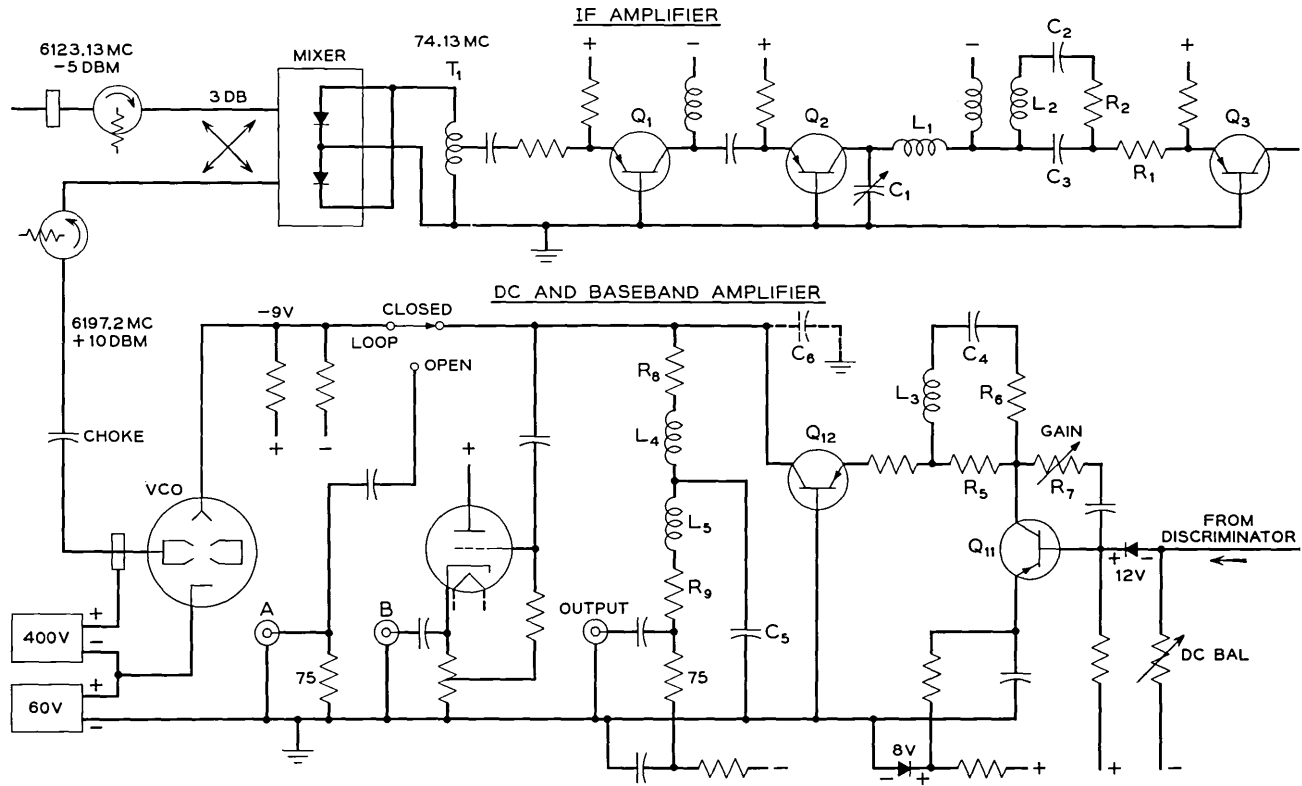 IF AMPLIFIER
6123.13 MC
-5 DBM
MIXER
74.13 MC
T1
3 DB
+
-
+
-
C2
+
Q1
Q2
L1
L2
R2
Q3
C3
R1
C1
DC AND BASEBAND AMPLIFIER
6197.2 MC
+10 DBM
-9V
CLOSED
LOOP
OPEN
C6
C4
R8
L3
R6
CHOKE
+
-
L4
Q12
GAIN
VCO
+
R5
R7
L5
FROM
DISCRIMINATOR
Q11
+
-
12V
R9
A
B
OUTPUT
400V
+
-
C5
75
75
DC BAL
60V
+
-
8V
-
-
+
+
+
-